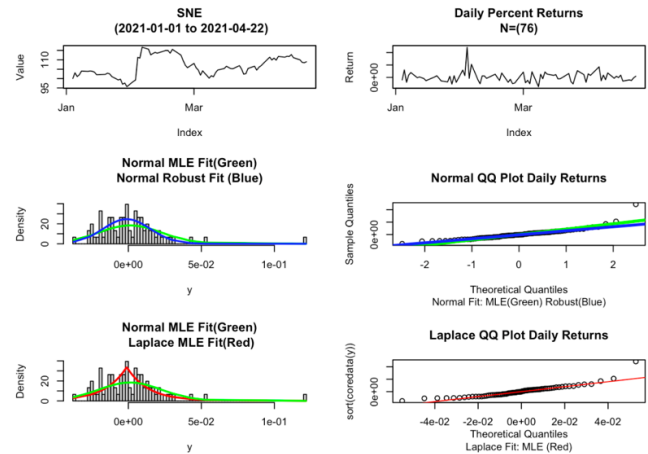 SNE
(2021-01-01 to 2021-04-22)
Value
95
110
Jan
Mar
Index
Daily Percent Returns
N=(76)
Return
0e+00
Jan
Mar
Index
Normal MLE Fit(Green)
Normal Robust Fit (Blue)
Density
0
20
0e+00
5e-02
1e-01
y
Normal QQ Plot Daily Returns
Sample Quantiles
0e+00
-2
-1
0
1
2
Theoretical Quantiles
Normal Fit: MLE(Green) Robust(Blue)
Normal MLE Fit(Green)
Laplace MLE Fit(Red)
Density
0
20
0e+00
5e-02
1e-01
y
Laplace QQ Plot Daily Returns
sort(coredata(y))
0e+00
-4e-02
-2e-02
0e+00
2e-02
4e-02
Theoretical Quantiles
Laplace Fit: MLE (Red)